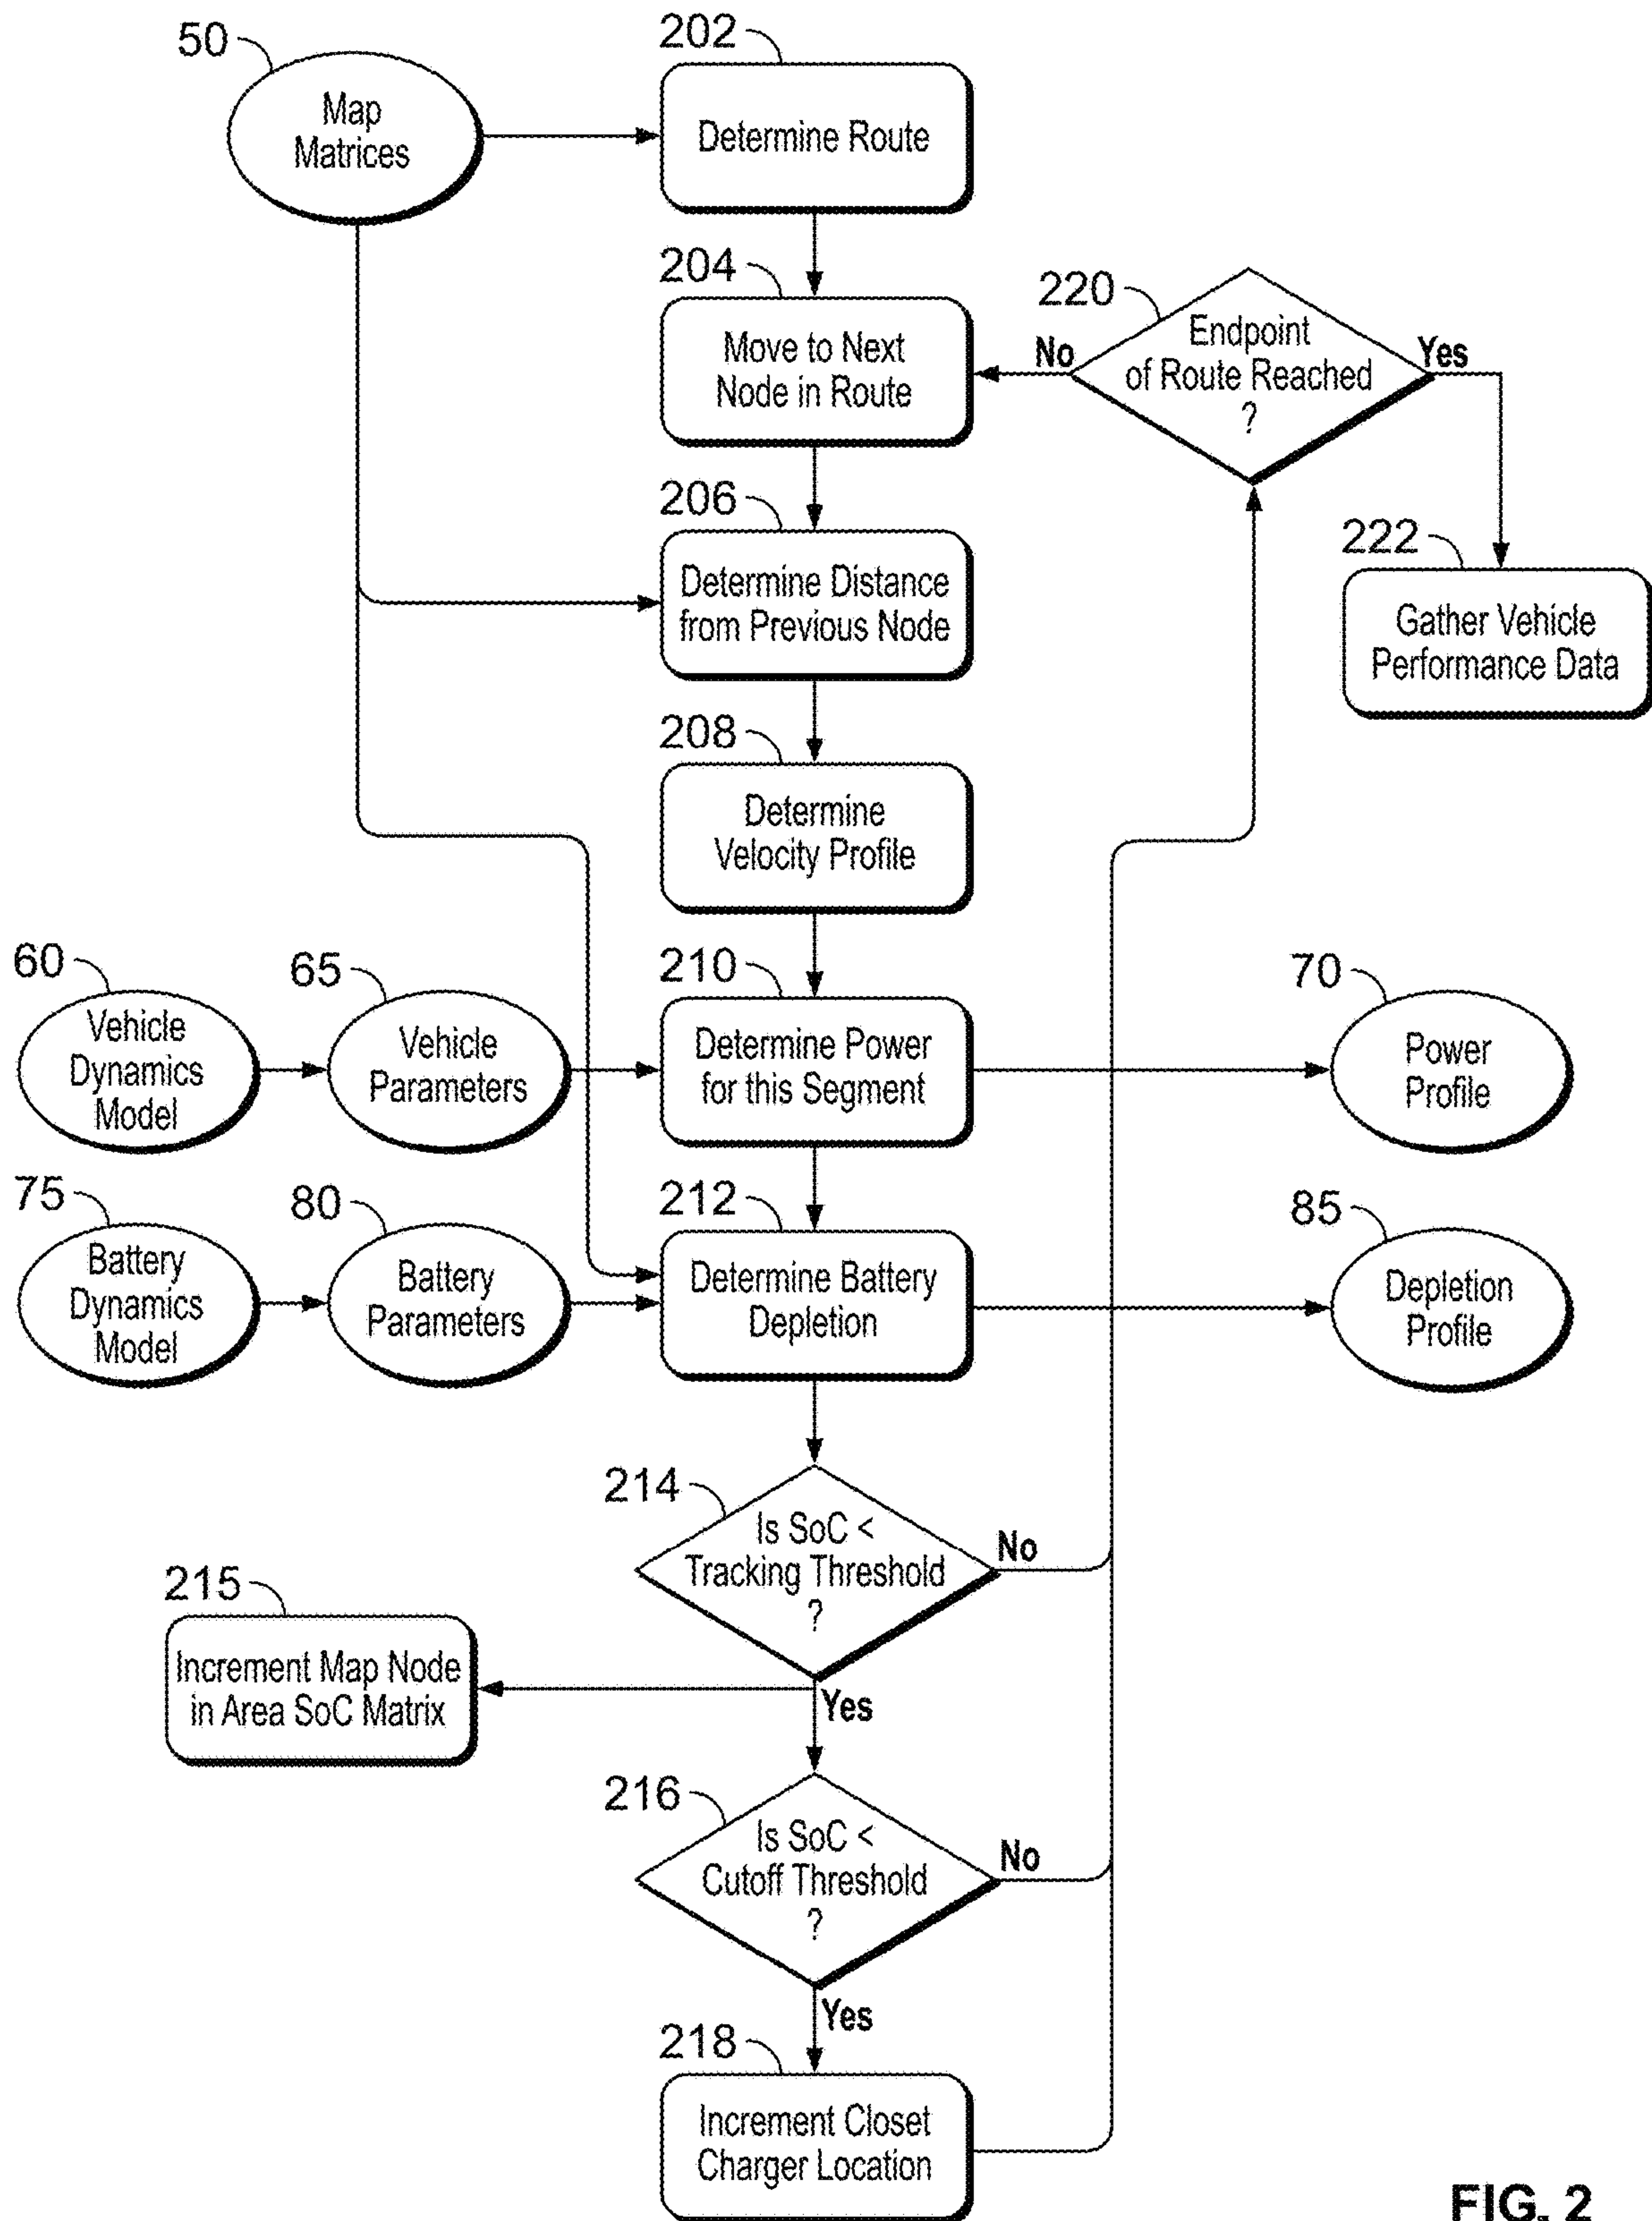 50
Map
Matrices
202
Determine Route
204
Move to Next
Node in Route
220
Endpoint
of Route Reached
?
No
Yes
206
Determine Distance
from Previous Node
222
Gather Vehicle
Performance Data
208
Determine
Velocity Profile
60
Vehicle
Dynamics
Model
65
Vehicle
Parameters
210
Determine Power
for this Segment
70
Power
Profile
75
Battery
Dynamics
Model
80
Battery
Parameters
212
Determine Battery
Depletion
85
Depletion
Profile
214
Is SoC <
Tracking Threshold
?
No
Yes
215
Increment Map Node
in Area SoC Matrix
216
Is SoC <
Cutoff Threshold
?
No
Yes
218
Increment Closet
Charger Location
FIG. 2